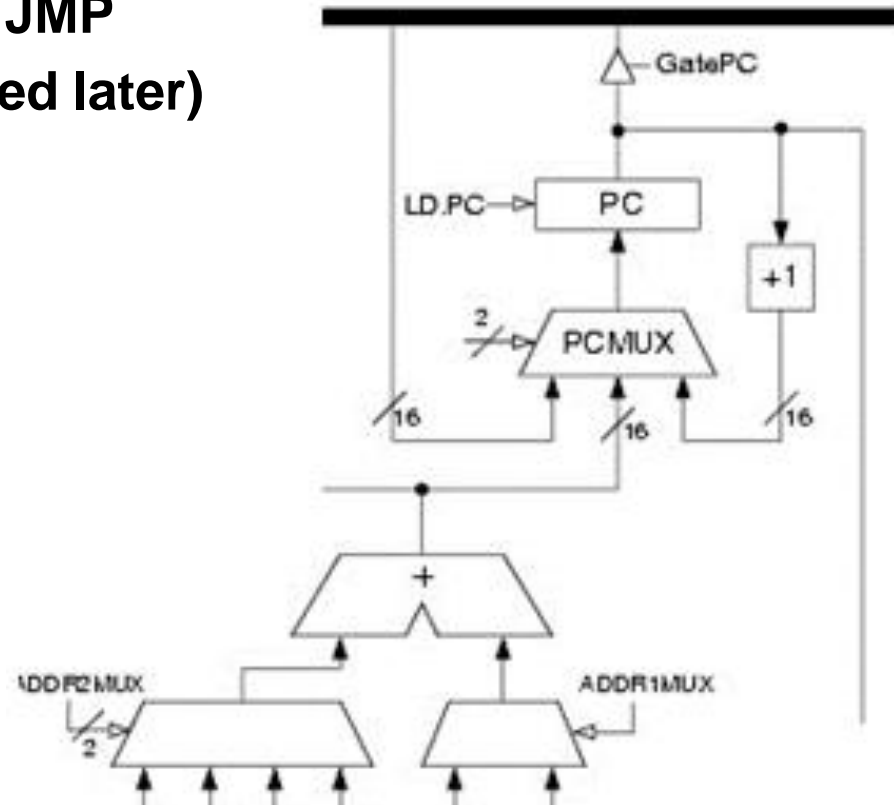 JMP
ed later)
GatePC
LD.PC
PC
+1
2
PCMUX
16
16
16
+
ADDR2MUX
ADDR1MUX
2